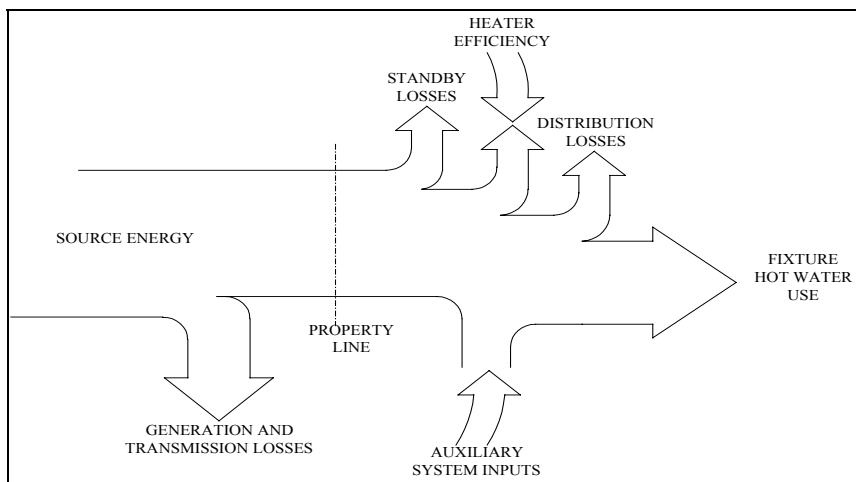 HEATER
EFFICIENCY
STANDBY
LOSSES
DISTRIBUTION
LOSSES
SOURCE ENERGY
FIXTURE
HOT WATER
USE
PROPERTY
LINE
GENERATION AND
TRANSMISSION LOSSES
AUXILIARY
SYSTEM INPUTS